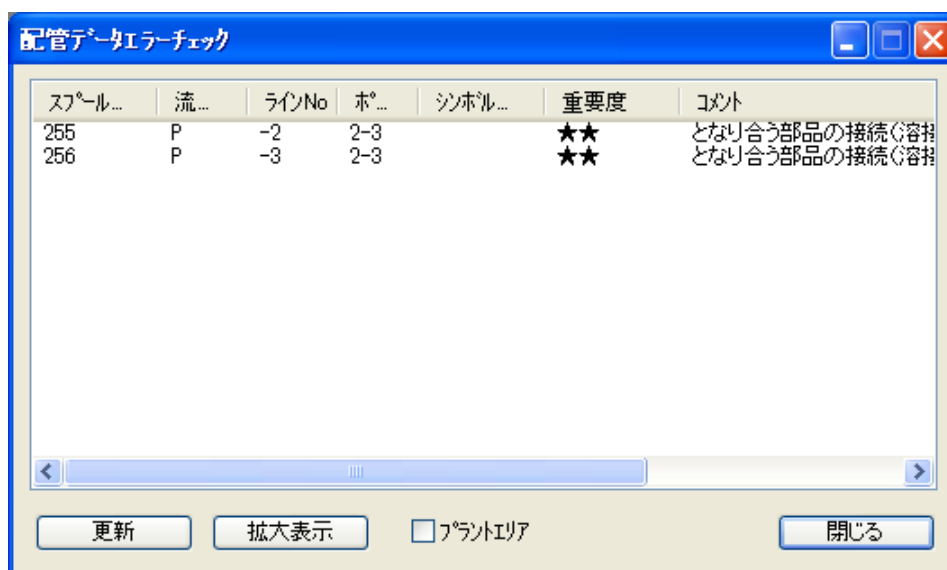 配管ﾃﾞｰﾀｴﾗｰﾁｪｯｸ
ｽﾌﾟｰﾙ... 流... ﾗｲﾝNo ﾎﾟ... ｼﾝﾎﾞﾙ... 重要度 ｺﾒﾝﾄ
255 P -2 2-3 ★★ となり合う部品の接続(溶接
256 P -3 2-3 ★★ となり合う部品の接続(溶接
更新 拡大表示 ﾌﾟﾗﾝﾄｴﾘｱ 閉じる